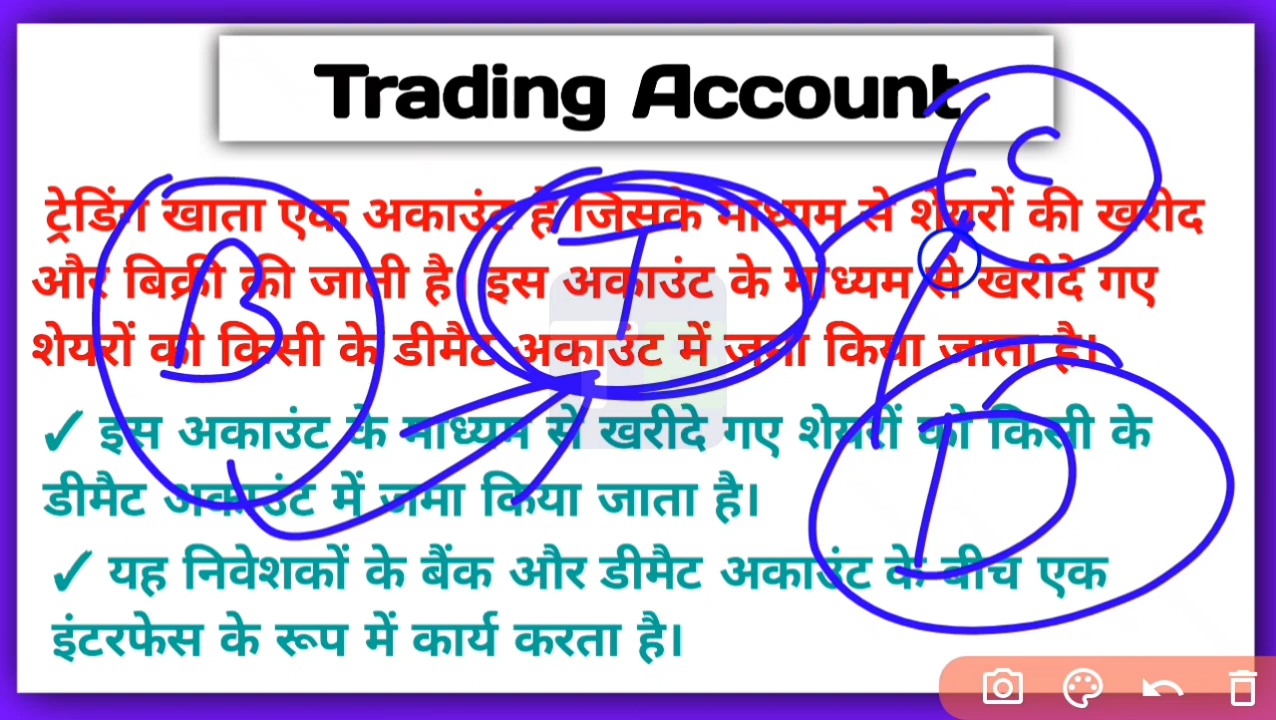 Trading Account
ट्रेडिंग खाता एक अकाउंट है जिसके माध्यम से शेयरों की खरीद
और बिक्री की जाती है। इस अकाउंट के माध्यम से खरीदे गए
शेयरों को किसी के डीमैट अकाउंट में जमा किया जाता है।
✓ इस अकाउंट के माध्यम से खरीदे गए शेयरों को किसी के
डीमैट अकाउंट में जमा किया जाता है।
✓ यह निवेशकों के बैंक और डीमैट अकाउंट के बीच एक
इंटरफेस के रूप में कार्य करता है।
B T C
D